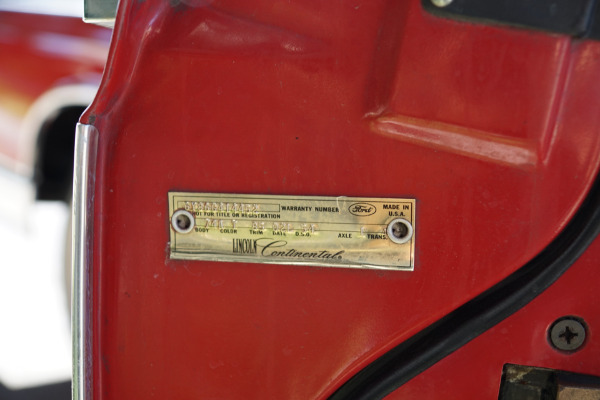 WARRANTY NUMBER Ford MADE IN U.S.A.
NOT FOR TITLE OR REGISTRATION
BODY COLOR TRIM DATE D.S.O. AXLE TRANS.
LINCOLN Continental